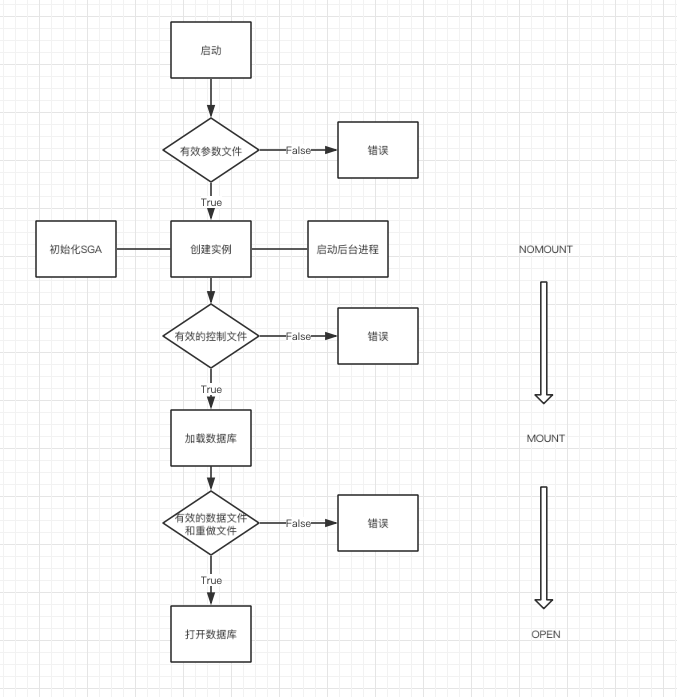 启动
有效参数文件
False
错误
True
初始化SGA
创建实例
启动后台进程
NOMOUNT
有效的控制文件
False
错误
True
加载数据库
MOUNT
有效的数据文件
和重做文件
False
错误
True
打开数据库
OPEN